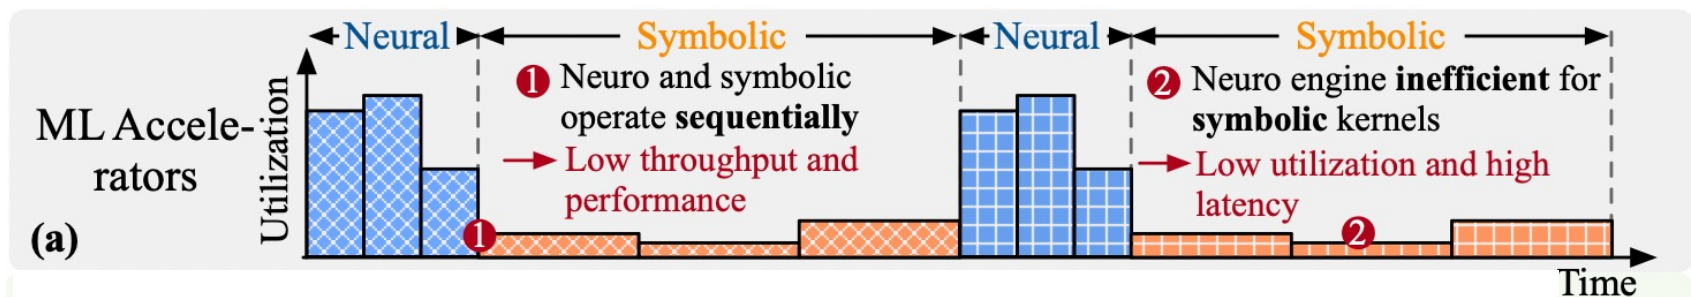 Neural
Symbolic
Neural
Symbolic
ML Accele-
rators
(a)
Utilization
1 Neuro and symbolic
operate sequentially
→ Low throughput and
performance
2 Neuro engine inefficient for
symbolic kernels
→ Low utilization and high
latency
1
2
Time